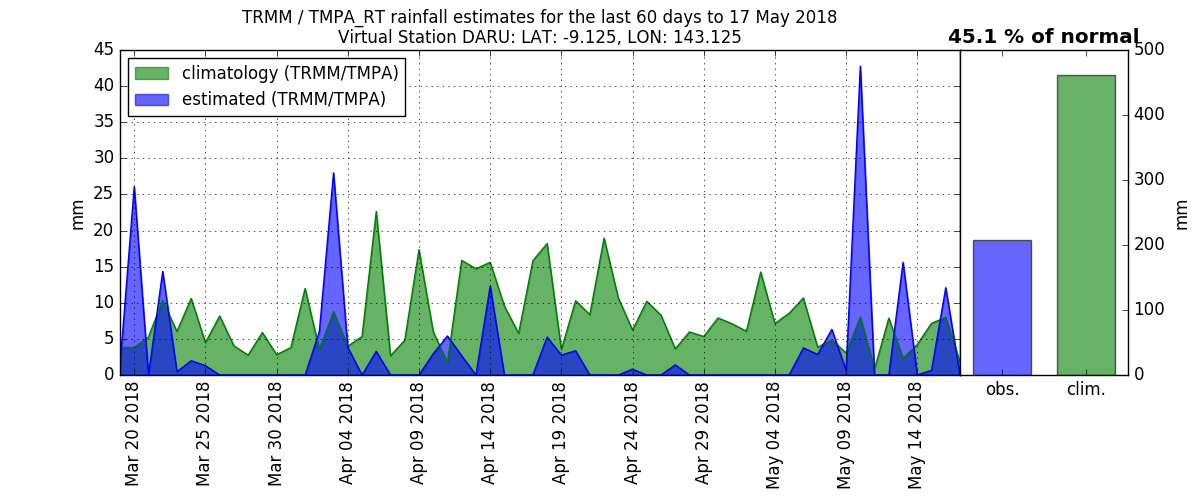 TRMM / TMPA_RT rainfall estimates for the last 60 days to 17 May 2018
Virtual Station DARU: LAT: -9.125, LON: 143.125
45.1 % of normal
climatology (TRMM/TMPA)
estimated (TRMM/TMPA)
mm
45
40
35
30
25
20
15
10
5
0
Mar 20 2018
Mar 25 2018
Mar 30 2018
Apr 04 2018
Apr 09 2018
Apr 14 2018
Apr 19 2018
Apr 24 2018
Apr 29 2018
May 04 2018
May 09 2018
May 14 2018
obs.
clim.
500
400
300
200
100
0
mm